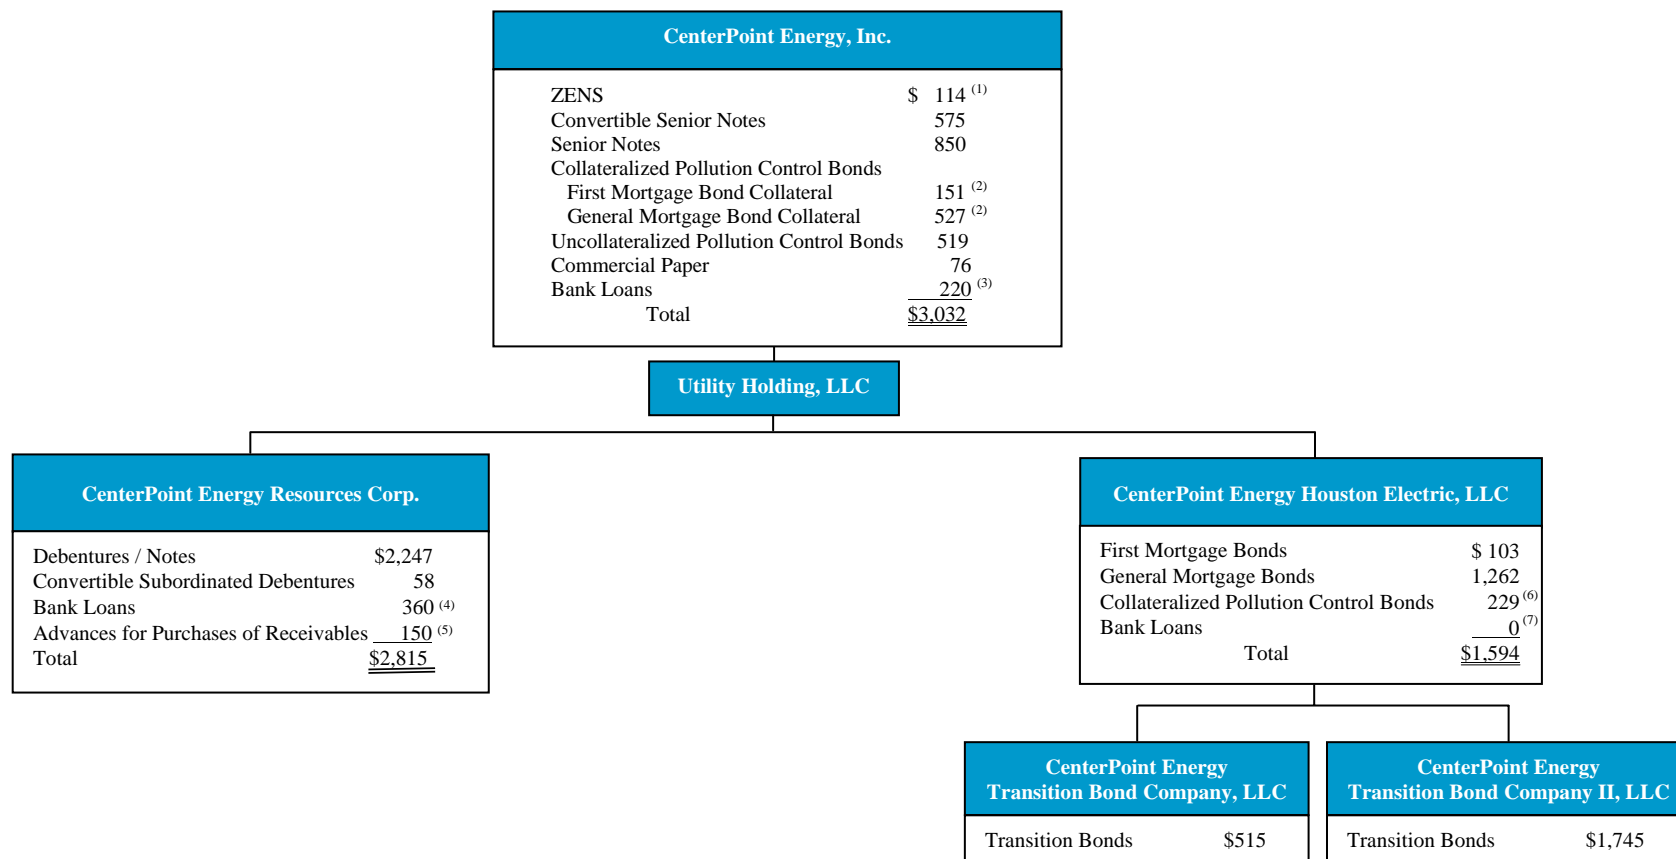 CenterPoint Energy, Inc.
ZENS $ 114 (1)
Convertible Senior Notes 575
Senior Notes 850
Collateralized Pollution Control Bonds
First Mortgage Bond Collateral 151 (2)
General Mortgage Bond Collateral 527 (2)
Uncollateralized Pollution Control Bonds 519
Commercial Paper 76
Bank Loans 220 (3)
Total $3,032
Utility Holding, LLC
CenterPoint Energy Resources Corp.
Debentures / Notes $2,247
Convertible Subordinated Debentures 58
Bank Loans 360 (4)
Advances for Purchases of Receivables 150 (5)
Total $2,815
CenterPoint Energy Houston Electric, LLC
First Mortgage Bonds $ 103
General Mortgage Bonds 1,262
Collateralized Pollution Control Bonds 229 (6)
Bank Loans 0 (7)
Total $1,594
CenterPoint Energy
Transition Bond Company, LLC
Transition Bonds $515
CenterPoint Energy
Transition Bond Company II, LLC
Transition Bonds $1,745